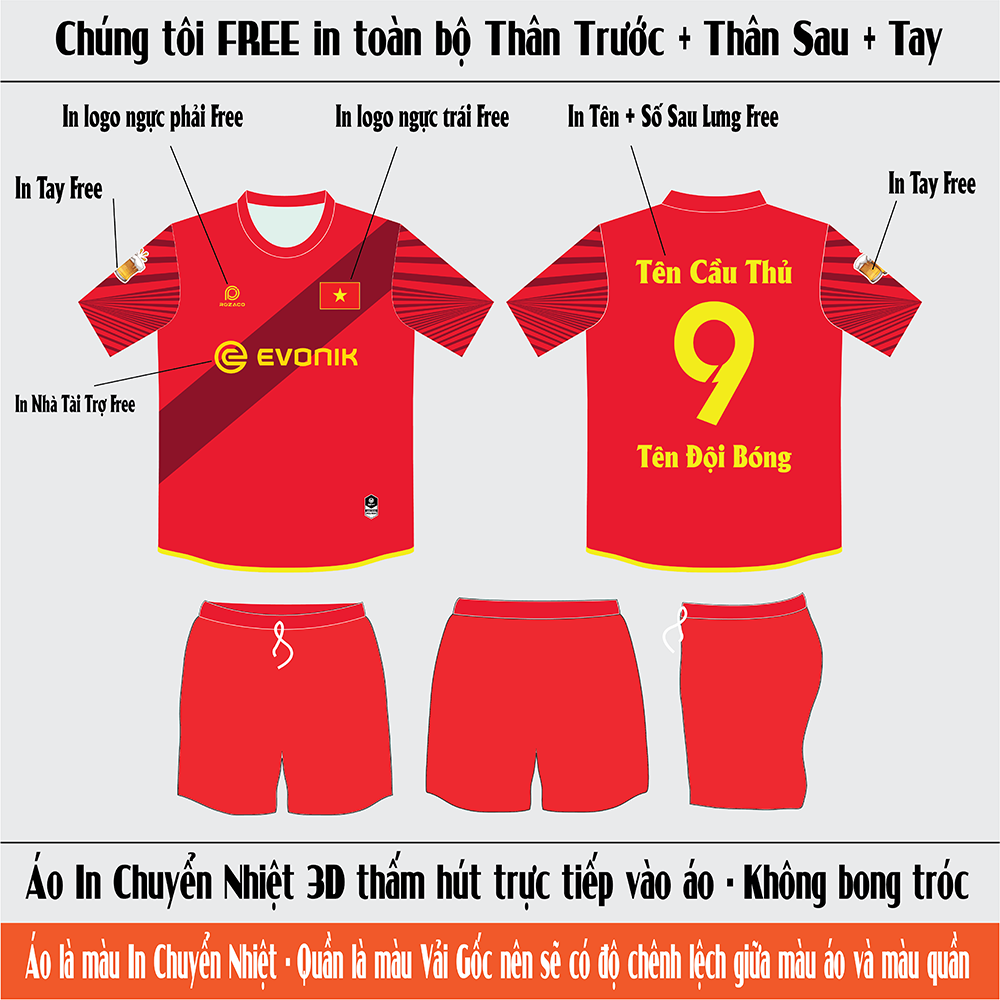 Chúng tôi FREE in toàn bộ Thân Trước + Thân Sau + Tay
In logo ngực phải Free
In logo ngực trái Free
In Tên + Số Sau Lưng Free
In Tay Free
In Tay Free
ROZACO
EVONIK
In Nhà Tài Trợ Free
Tên Cầu Thủ
9
Tên Đội Bóng
Áo In Chuyển Nhiệt 3D thấm hút trực tiếp vào áo - Không bong tróc
Áo là màu In Chuyển Nhiệt - Quần là màu Vải Gốc nên sẽ có độ chênh lệch giữa màu áo và màu quần